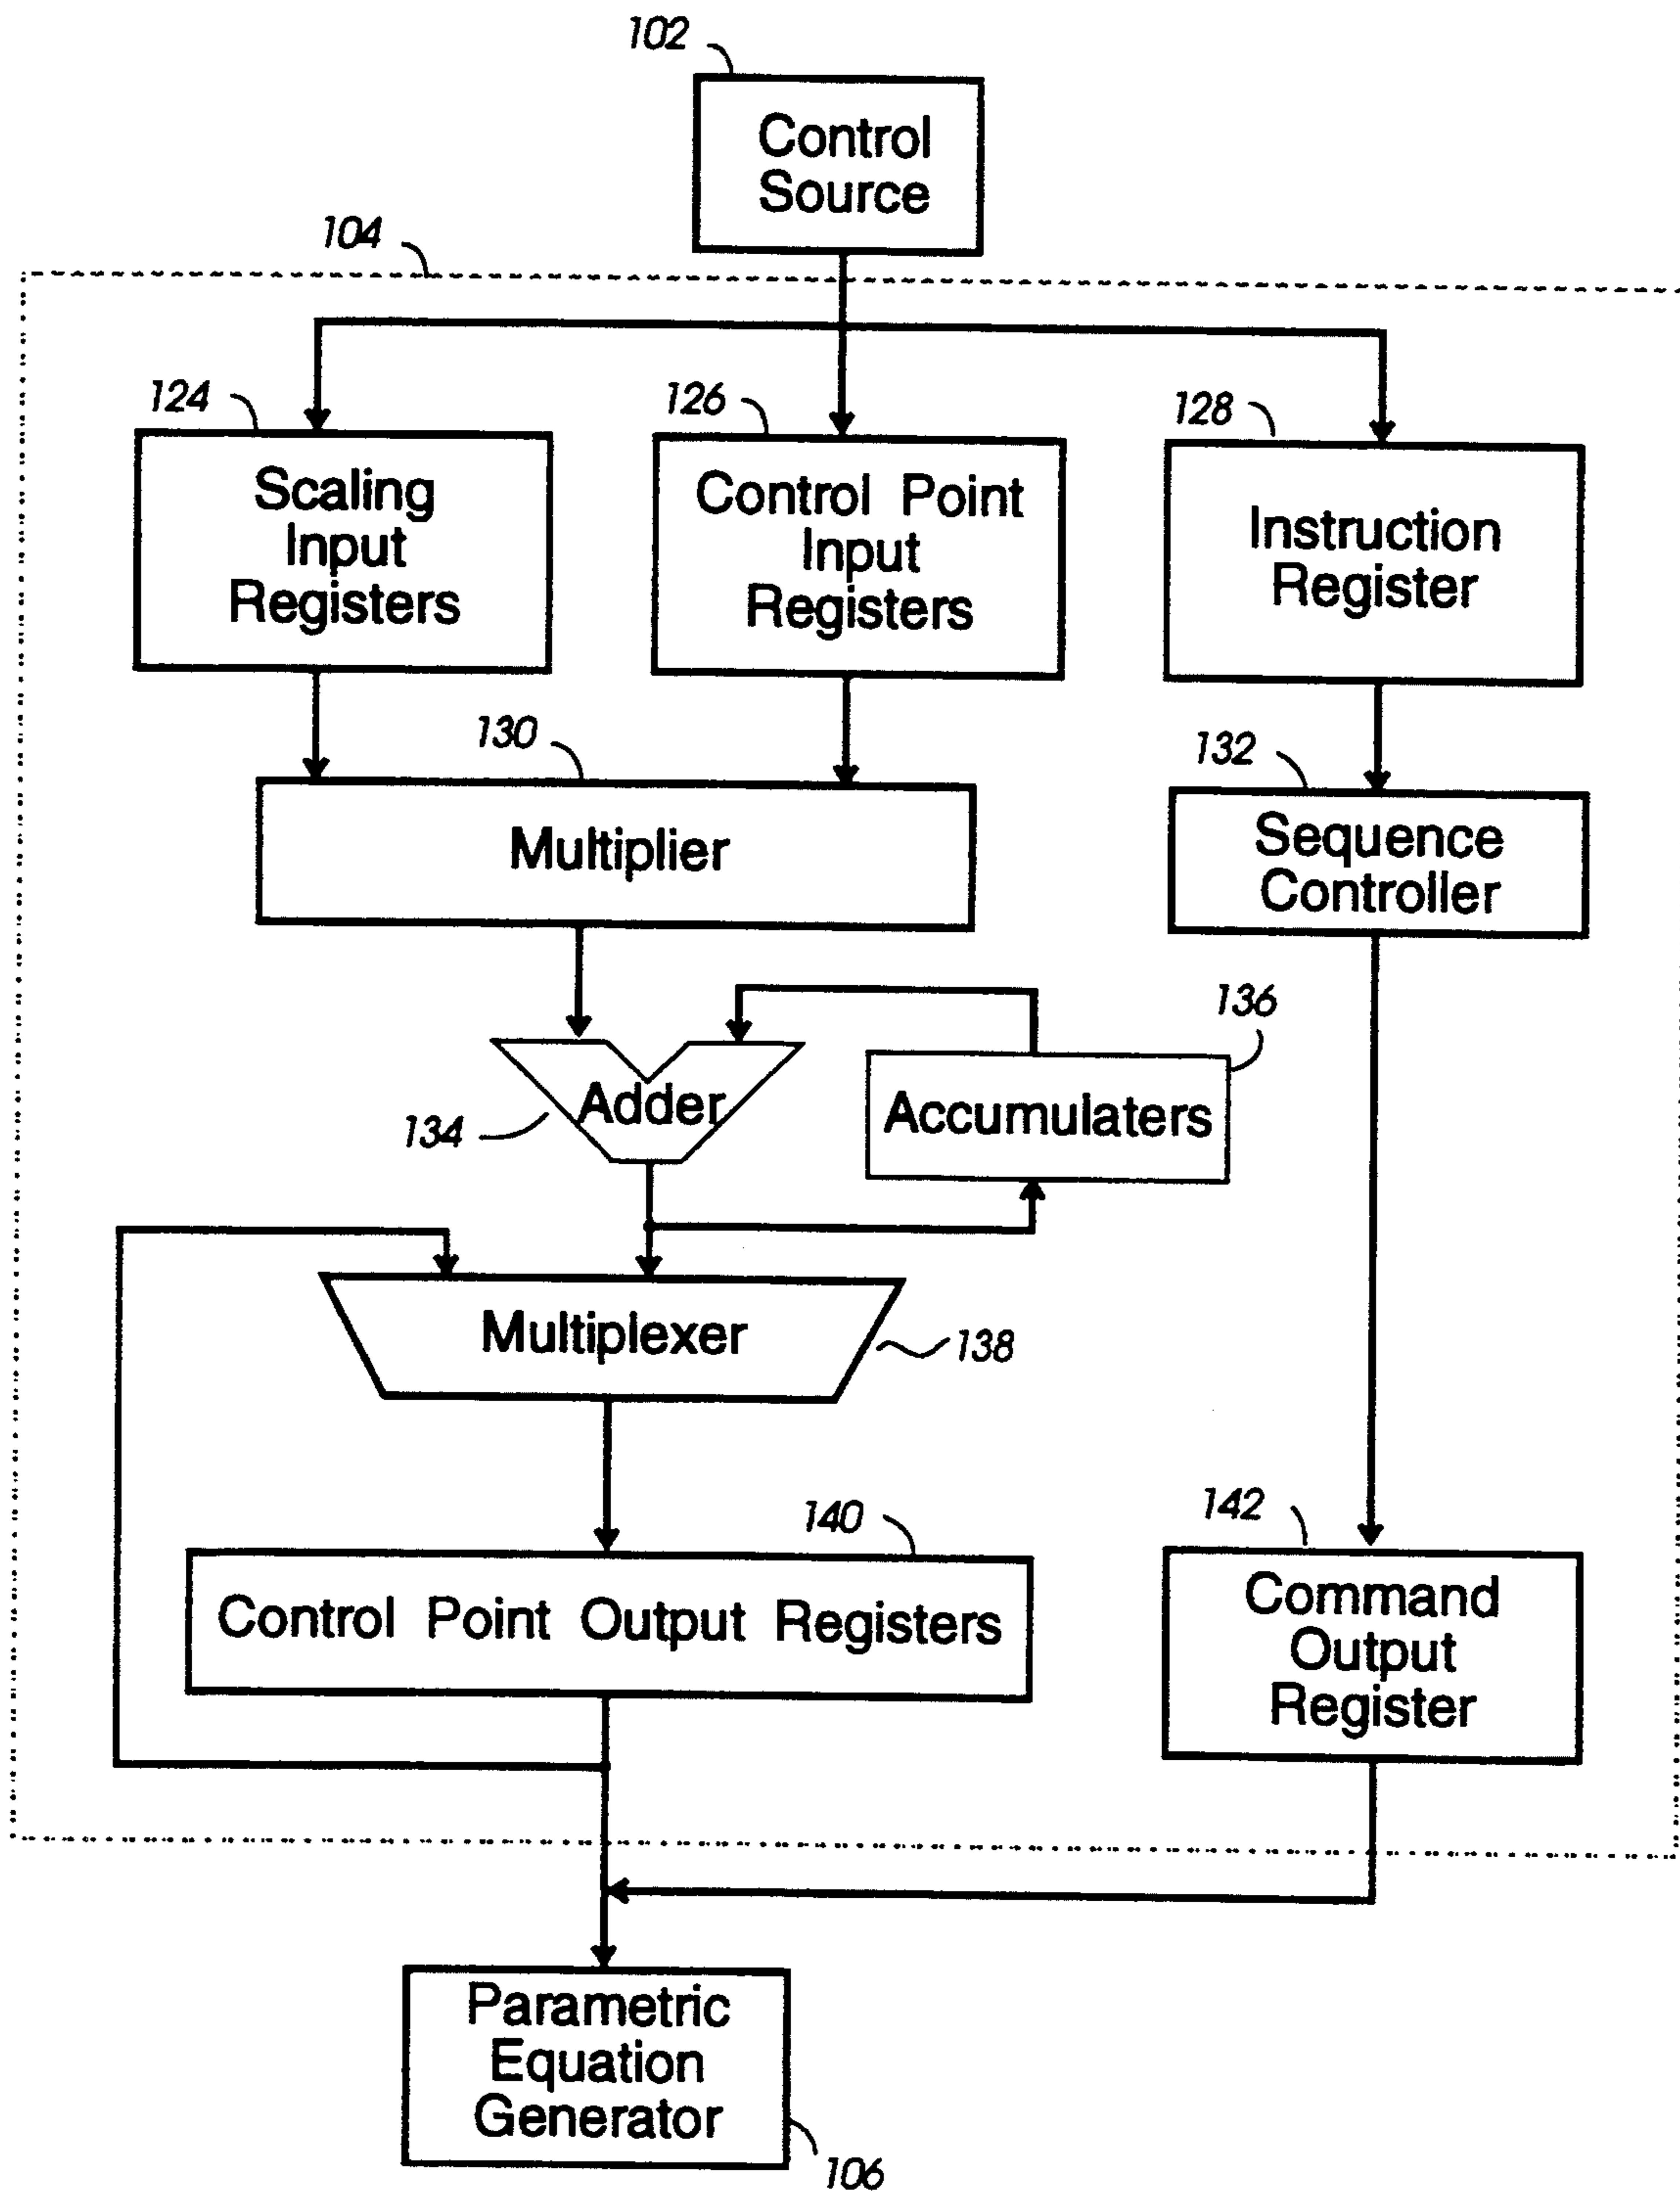 102
Control
Source
104
124
126
128
Scaling
Input
Registers
Control Point
Input
Registers
Instruction
Register
130
132
Multiplier
Sequence
Controller
136
Adder
Accumulaters
134
Multiplexer
138
140
142
Control Point Output Registers
Command
Output
Register
Parametric
Equation
Generator
106